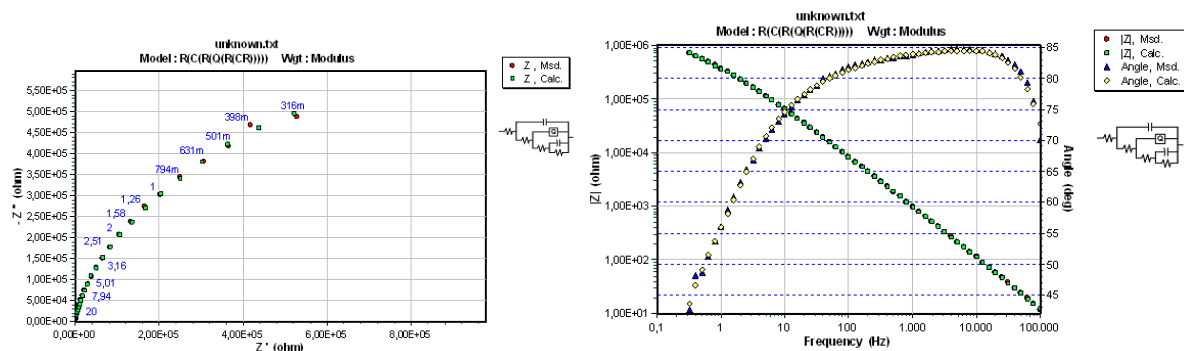 unknown.txt
Model : R(C(R(Q(R(CR))))) Wgt : Modulus
Z , Msd.
Z , Calc.
-Z'' (ohm)
5,50E+05
5,00E+05
4,50E+05
4,00E+05
3,50E+05
3,00E+05
2,50E+05
2,00E+05
1,50E+05
1,00E+05
5,00E+04
0,00E+00
316m
398m
501m
631m
794m
1
1,26
1,58
2
2,51
3,16
5,01
7,94
20
0,00E+00 2,00E+05 4,00E+05 6,00E+05 8,00E+05
Z' (ohm)
Q
unknown.txt
Model : R(C(R(Q(R(CR))))) Wgt : Modulus
|Z|, Msd.
|Z|, Calc.
Angle, Msd.
Angle, Calc.
|Z| (ohm)
1,00E+06
1,00E+05
1,00E+04
1,00E+03
1,00E+02
1,00E+01
Angle (deg)
85
80
75
70
65
60
55
50
45
0,1 1 10 100 1.000 10.000 100.000
Frequency (Hz)
Q